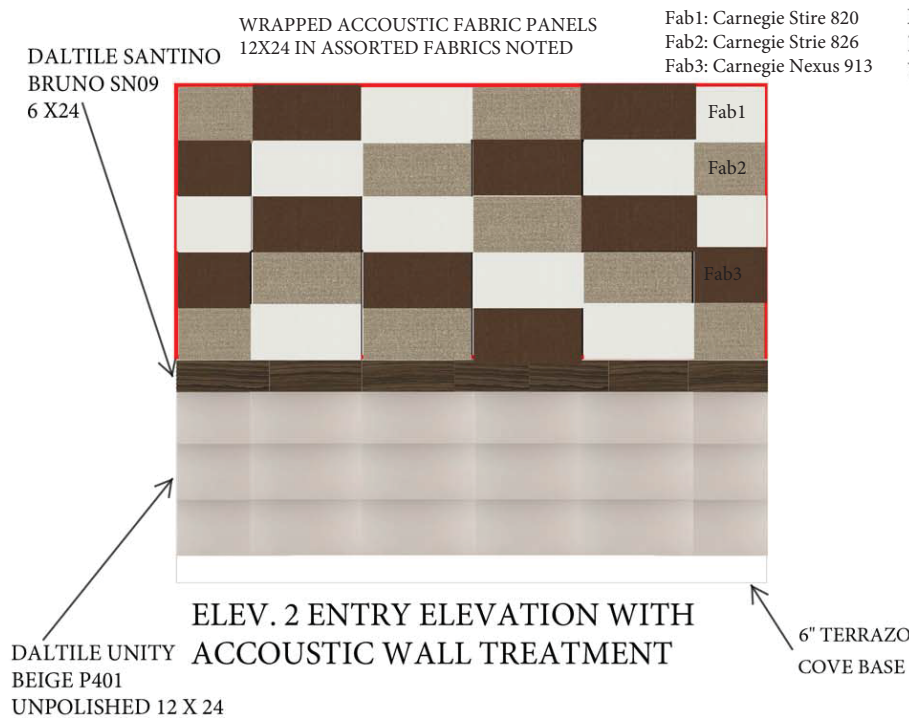 WRAPPED ACCOUSTIC FABRIC PANELS
12X24 IN ASSORTED FABRICS NOTED
Fab1: Carnegie Stire 820
Fab2: Carnegie Strie 826
Fab3: Carnegie Nexus 913
DALTILE SANTINO
BRUNO SN09
6 X24
Fab1
Fab2
Fab3
ELEV. 2 ENTRY ELEVATION WITH
ACCOUSTIC WALL TREATMENT
DALTILE UNITY
BEIGE P401
UNPOLISHED 12 X 24
6" TERRAZO
COVE BASE